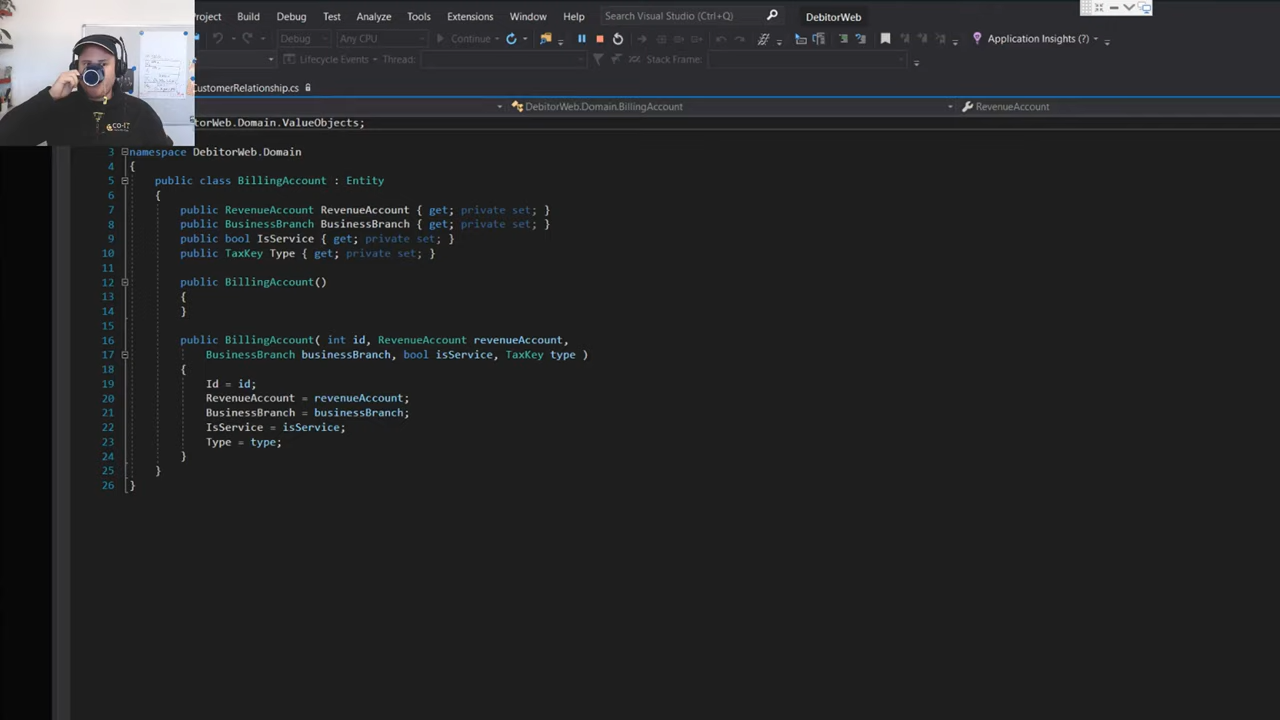 Project Build Debug Test Analyze Tools Extensions Window Help Search Visual Studio (Ctrl+Q) DebitorWeb
Debug Any CPU Continue Application Insights (?)
Lifecycle Events Thread: Stack Frame:
CustomerRelationship.cs
DebitorWeb.Domain.BillingAccount RevenueAccount
torWeb.Domain.ValueObjects;
3 namespace DebitorWeb.Domain
4 {
5 public class BillingAccount : Entity
6 {
7 public RevenueAccount RevenueAccount { get; private set; }
8 public BusinessBranch BusinessBranch { get; private set; }
9 public bool IsService { get; private set; }
10 public TaxKey Type { get; private set; }
11
12 public BillingAccount()
13 {
14 }
15
16 public BillingAccount( int id, RevenueAccount revenueAccount,
17 BusinessBranch businessBranch, bool isService, TaxKey type )
18 {
19 Id = id;
20 RevenueAccount = revenueAccount;
21 BusinessBranch = businessBranch;
22 IsService = isService;
23 Type = type;
24 }
25 }
26 }
co-IT